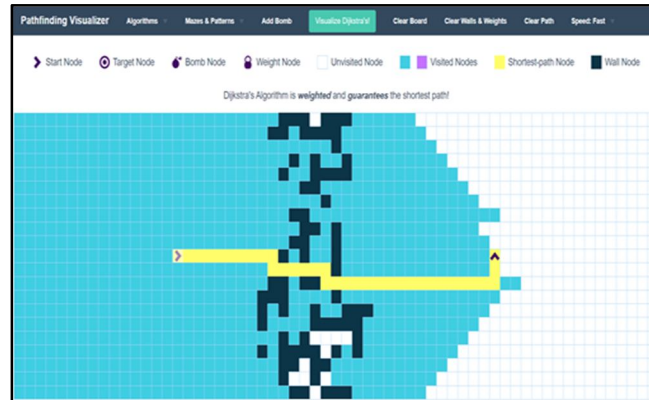 Pathfinding Visualizer Algorithms Mazes & Patterns Add Bomb Visualize Dijkstra's! Clear Board Clear Walls & Weights Clear Path Speed: Fast
Start Node Target Node Bomb Node Weight Node Unvisited Node Visited Nodes Shortest-path Node Wall Node
Dijkstra's Algorithm is weighted and guarantees the shortest path!